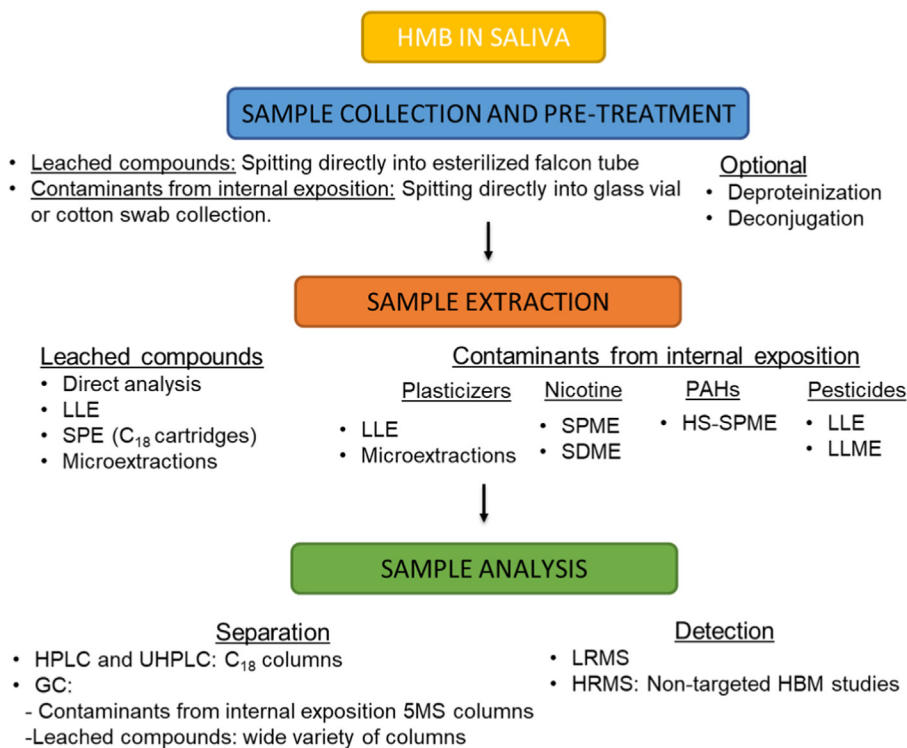 HMB IN SALIVA
SAMPLE COLLECTION AND PRE-TREATMENT
• Leached compounds: Spitting directly into esterilized falcon tube
• Contaminants from internal exposition: Spitting directly into glass vial
or cotton swab collection.
Optional
• Deproteinization
• Deconjugation
SAMPLE EXTRACTION
Leached compounds
• Direct analysis
• LLE
• SPE (C₁₈ cartridges)
• Microextractions
Contaminants from internal exposition
Plasticizers
• LLE
• Microextractions
Nicotine
• SPME
• SDME
PAHs
• HS-SPME
Pesticides
• LLE
• LLME
SAMPLE ANALYSIS
Separation
• HPLC and UHPLC: C₁₈ columns
• GC:
- Contaminants from internal exposition 5MS columns
-Leached compounds: wide variety of columns
Detection
• LRMS
• HRMS: Non-targeted HBM studies